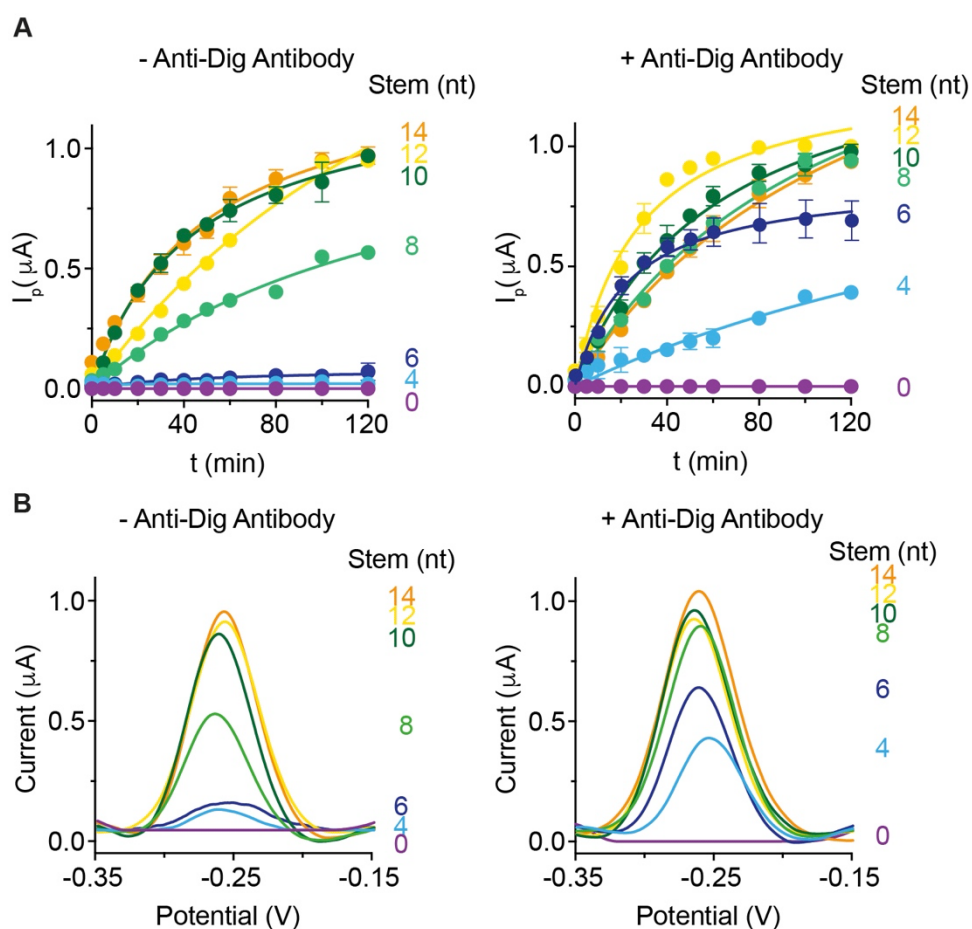 A
- Anti-Dig Antibody
Stem (nt)
14
12
10
8
6
4
0
1.0
0.5
0.0
Ip (μA)
0 40 80 120
t (min)
+ Anti-Dig Antibody
Stem (nt)
14
12
10
8
6
4
0
1.0
0.5
0.0
Ip (μA)
0 40 80 120
t (min)
B
- Anti-Dig Antibody
Stem (nt)
14
12
10
8
6
4
0
1.0
0.5
0.0
Current (μA)
-0.35 -0.25 -0.15
Potential (V)
+ Anti-Dig Antibody
Stem (nt)
14
12
10
8
6
4
0
1.0
0.5
0.0
Current (μA)
-0.35 -0.25 -0.15
Potential (V)